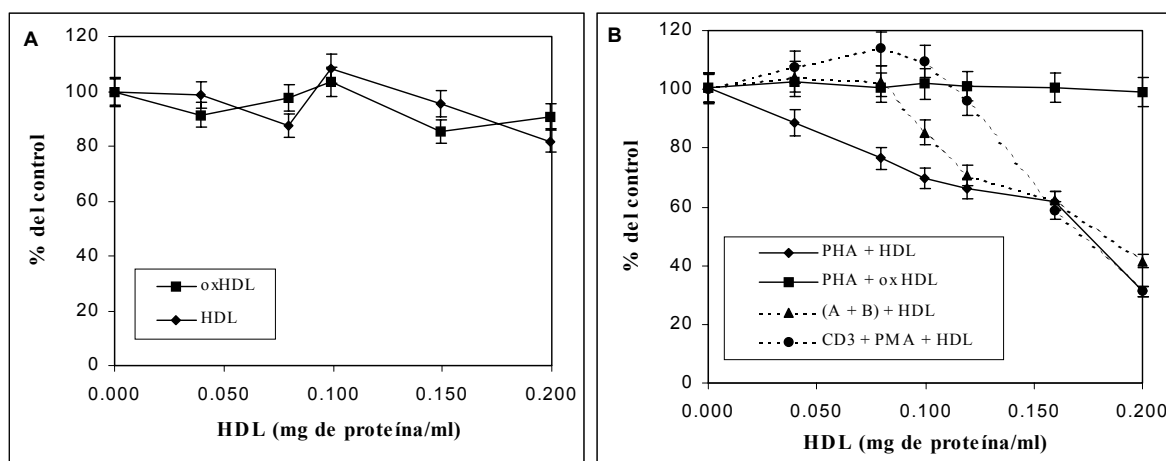 A
% del control
120
100
80
60
40
20
0
oxHDL
HDL
0.000
0.050
0.100
0.150
0.200
HDL (mg de proteína/ml)
B
% del control
120
100
80
60
40
20
0
PHA + HDL
PHA + ox HDL
(A + B) + HDL
CD3 + PMA + HDL
0.000
0.050
0.100
0.150
0.200
HDL (mg de proteína/ml)